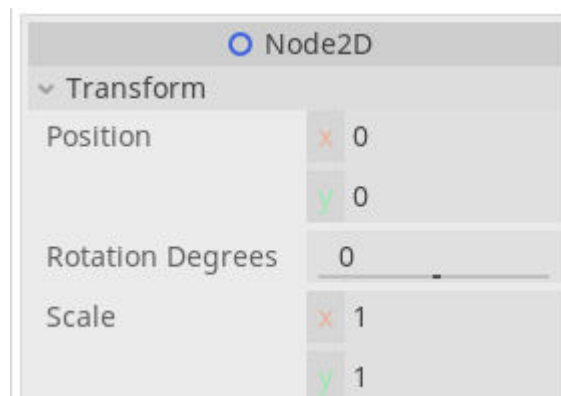 Node2D
Transform
Position x 0
y 0
Rotation Degrees 0
Scale x 1
y 1